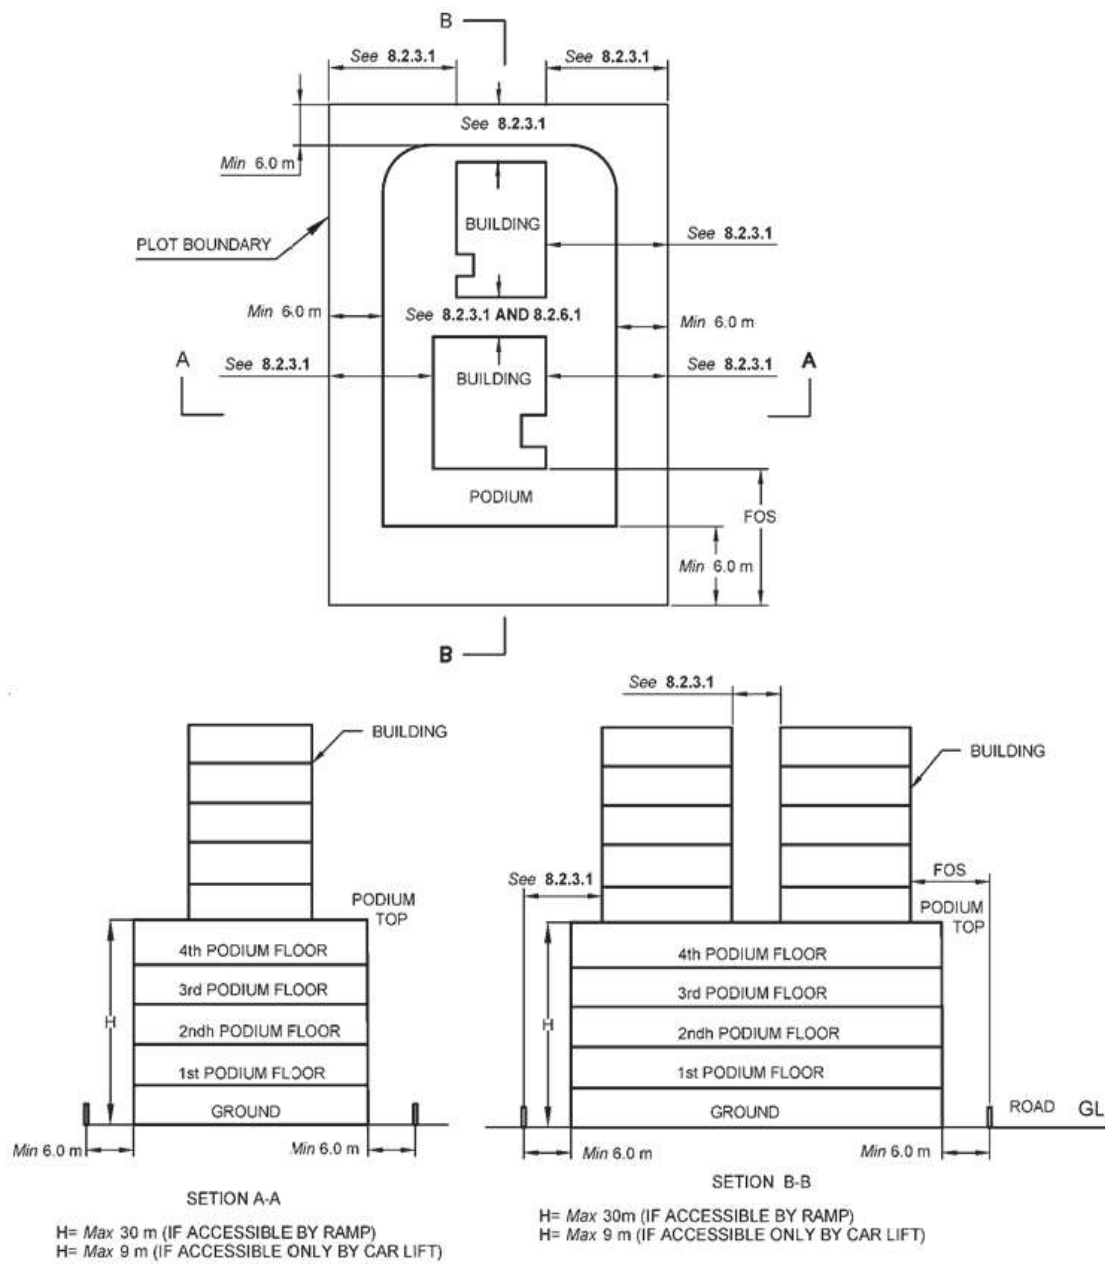 B
See 8.2.3.1
See 8.2.3.1
See 8.2.3.1
Min 6.0 m
BUILDING
See 8.2.3.1
PLOT BOUNDARY
Min 6.0 m
See 8.2.3.1 AND 8.2.6.1
Min 6.0 m
A
See 8.2.3.1
BUILDING
See 8.2.3.1
A
PODIUM
FOS
Min 6.0 m
B
See 8.2.3.1
BUILDING
BUILDING
See 8.2.3.1
FOS
PODIUM
TOP
PODIUM
TOP
4th PODIUM FLOOR
3rd PODIUM FLOOR
H
2ndh PODIUM FLOOR
1st PODIUM FLOOR
GROUND
4th PODIUM FLOOR
3rd PODIUM FLOOR
H
2ndh PODIUM FLOOR
1st PODIUM FLOOR
GROUND
ROAD GL
Min 6.0 m
Min 6.0 m
Min 6.0 m
Min 6.0 m
SETION A-A
H= Max 30 m (IF ACCESSIBLE BY RAMP)
H= Max 9 m (IF ACCESSIBLE ONLY BY CAR LIFT)
SETION B-B
H= Max 30m (IF ACCESSIBLE BY RAMP)
H= Max 9 m (IF ACCESSIBLE ONLY BY CAR LIFT)